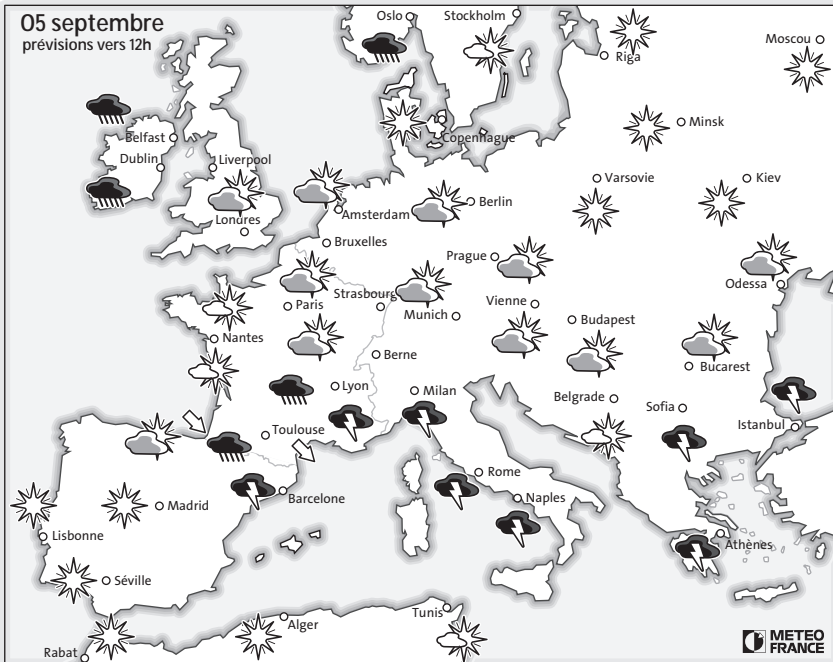 05 septembre
prévisions vers 12h
Oslo
Stockholm
Riga
Moscou
Belfast
Dublin
Liverpool
Copenhague
Minsk
Londres
Amsterdam
Berlin
Varsovie
Kiev
Bruxelles
Prague
Odessa
Paris
Strasbourg
Munich
Vienne
Budapest
Nantes
Berne
Bucarest
Lyon
Milan
Belgrade
Sofia
Istanbul
Toulouse
Rome
Barcelone
Naples
Madrid
Lisbonne
Athènes
Séville
Alger
Tunis
Rabat
METEO
FRANCE